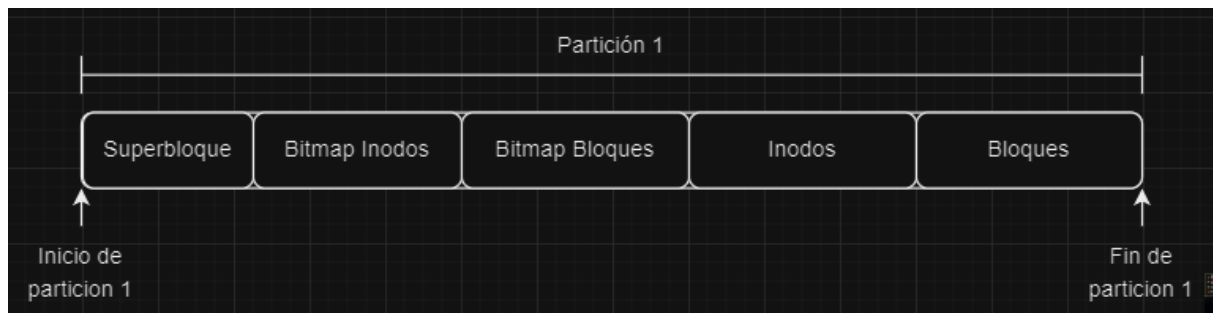 Partición 1
Superbloque
Bitmap Inodos
Bitmap Bloques
Inodos
Bloques
Inicio de
particion 1
Fin de
particion 1